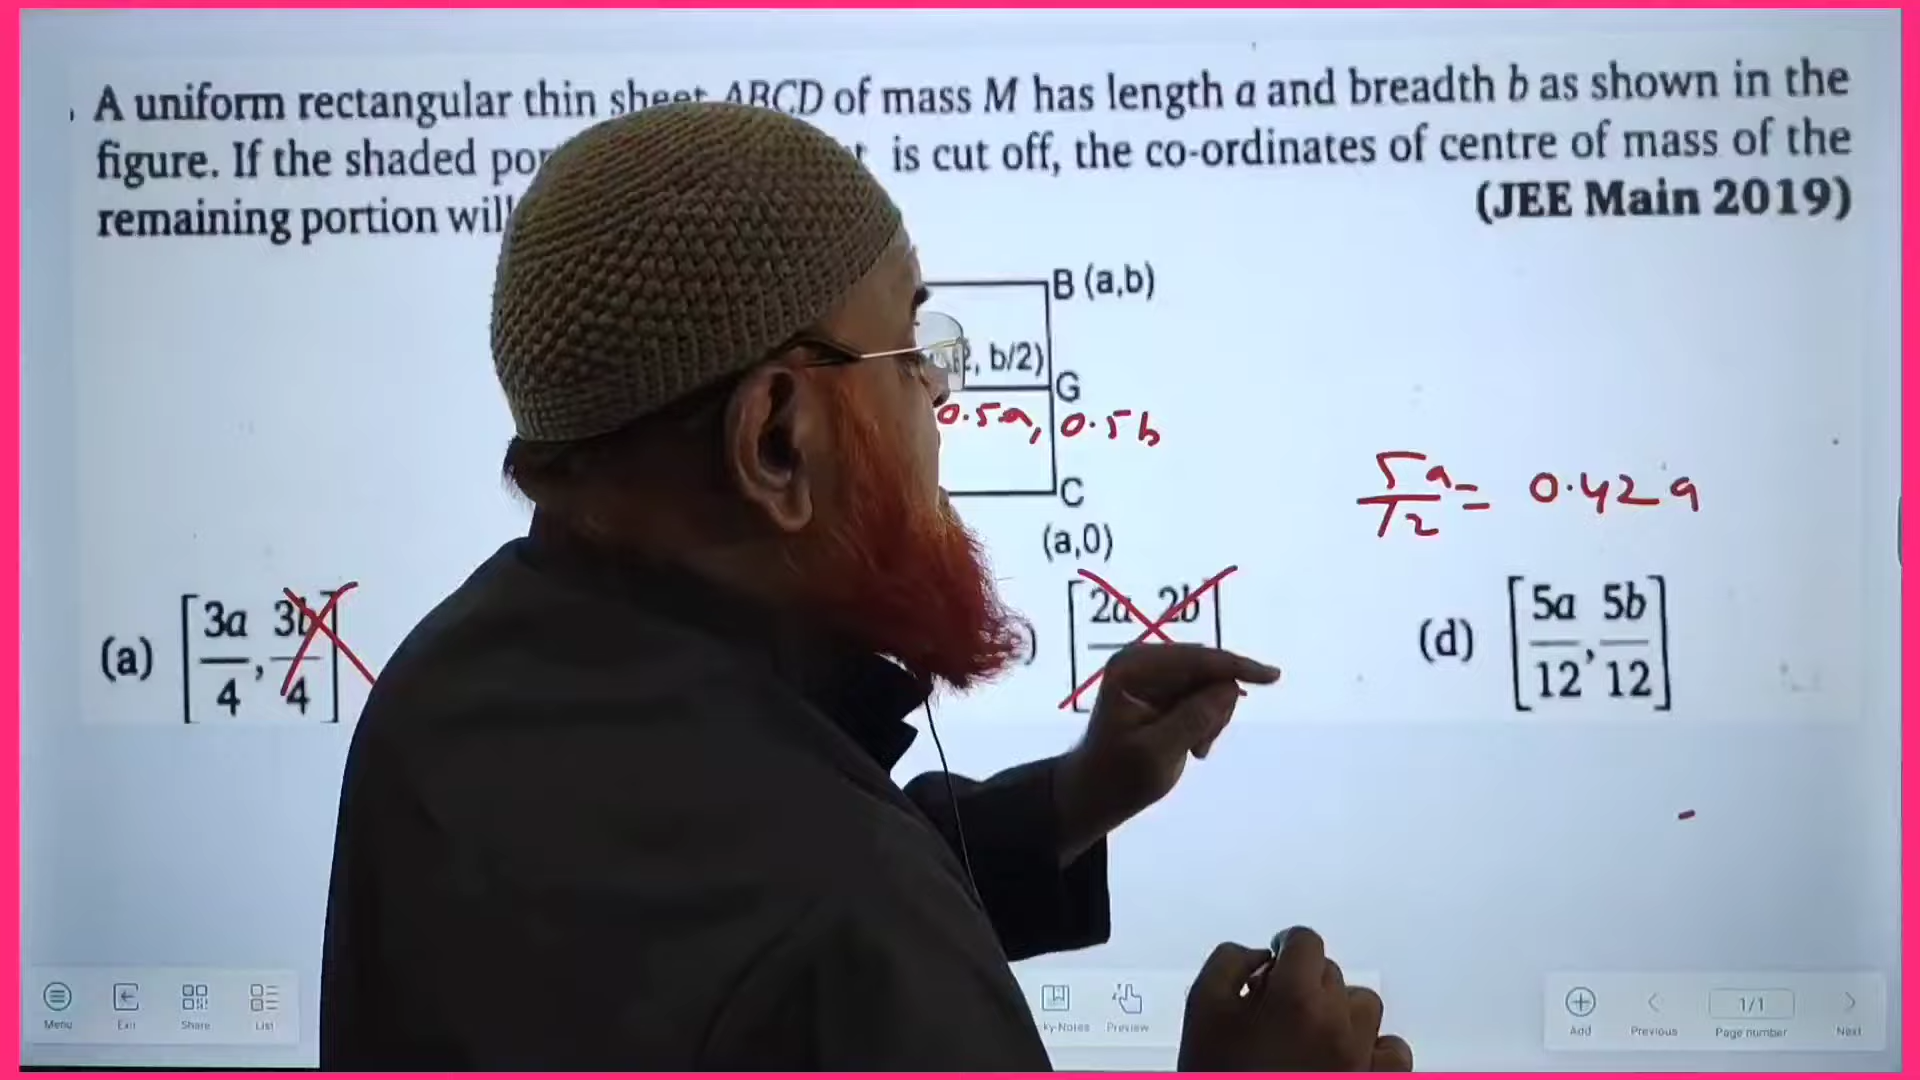 A uniform rectangular thin sheet ABCD of mass M has length a and breadth b as shown in the
figure. If the shaded is cut off, the co-ordinates of centre of mass of the
remaining portion will
(JEE Main 2019)
B (a,b)
, b/2)
G
0.5a, 0.5b
C
(a,0)
5a/12 = 0.42a
(a) [3a/4, 3b/4]
[2a 2b]
(d) [5a/12, 5b/12]
Menu
Exit
Share
List
ky-Notes
Preview
Add
Previous
1/1
Page number
Next